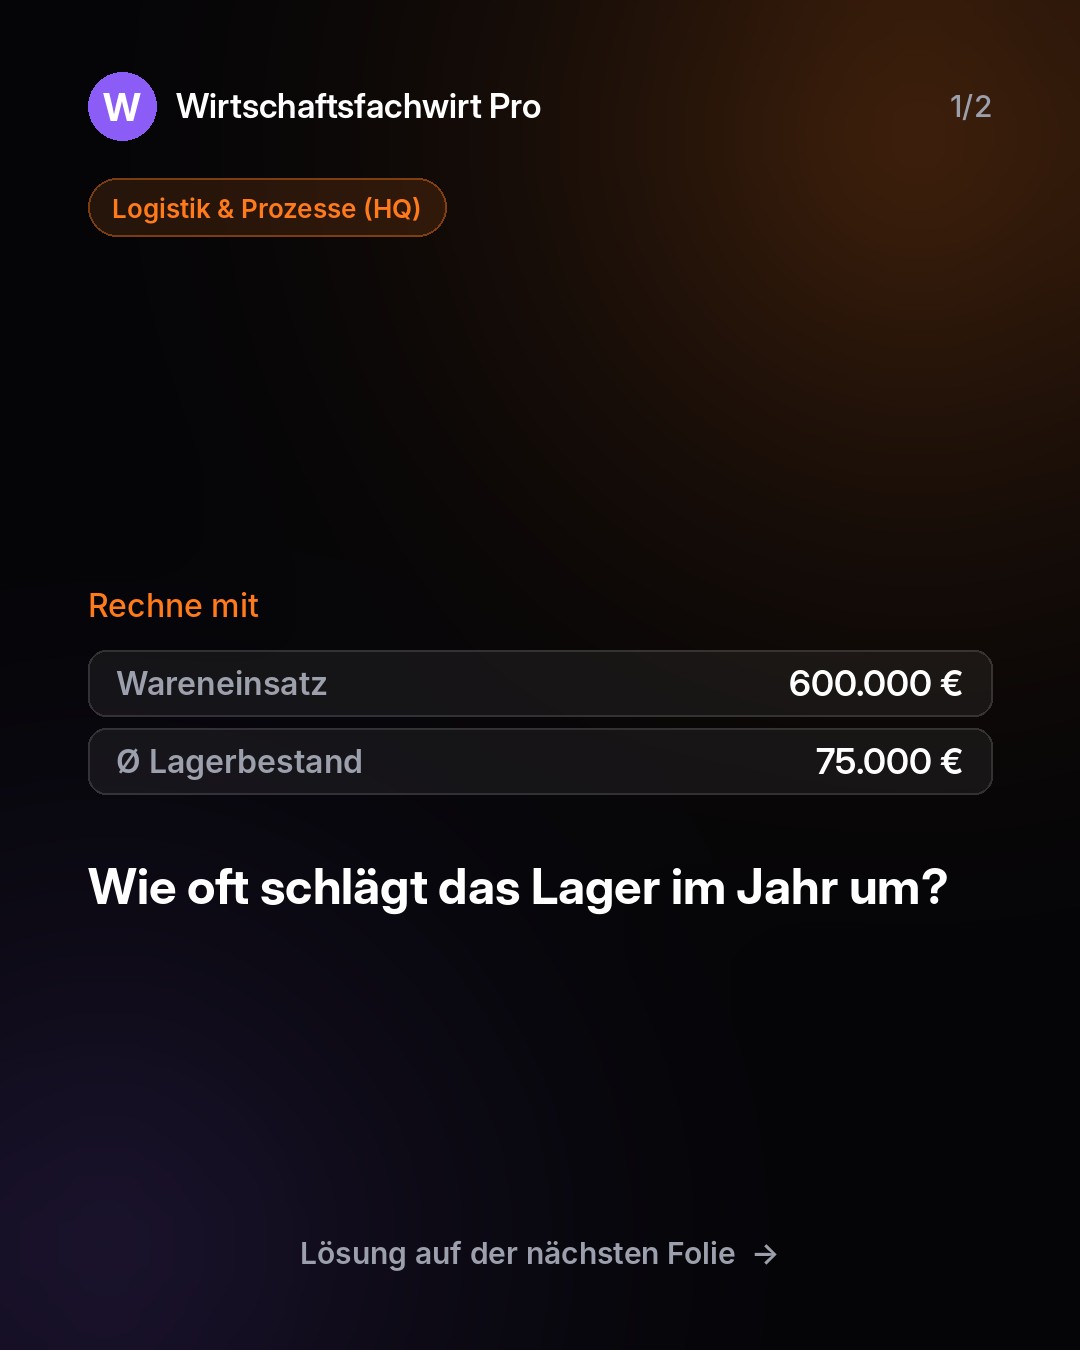 W Wirtschaftsfachwirt Pro 1/2
Logistik & Prozesse (HQ)
Rechne mit
Wareneinsatz 600.000 €
Ø Lagerbestand 75.000 €
Wie oft schlägt das Lager im Jahr um?
Lösung auf der nächsten Folie →